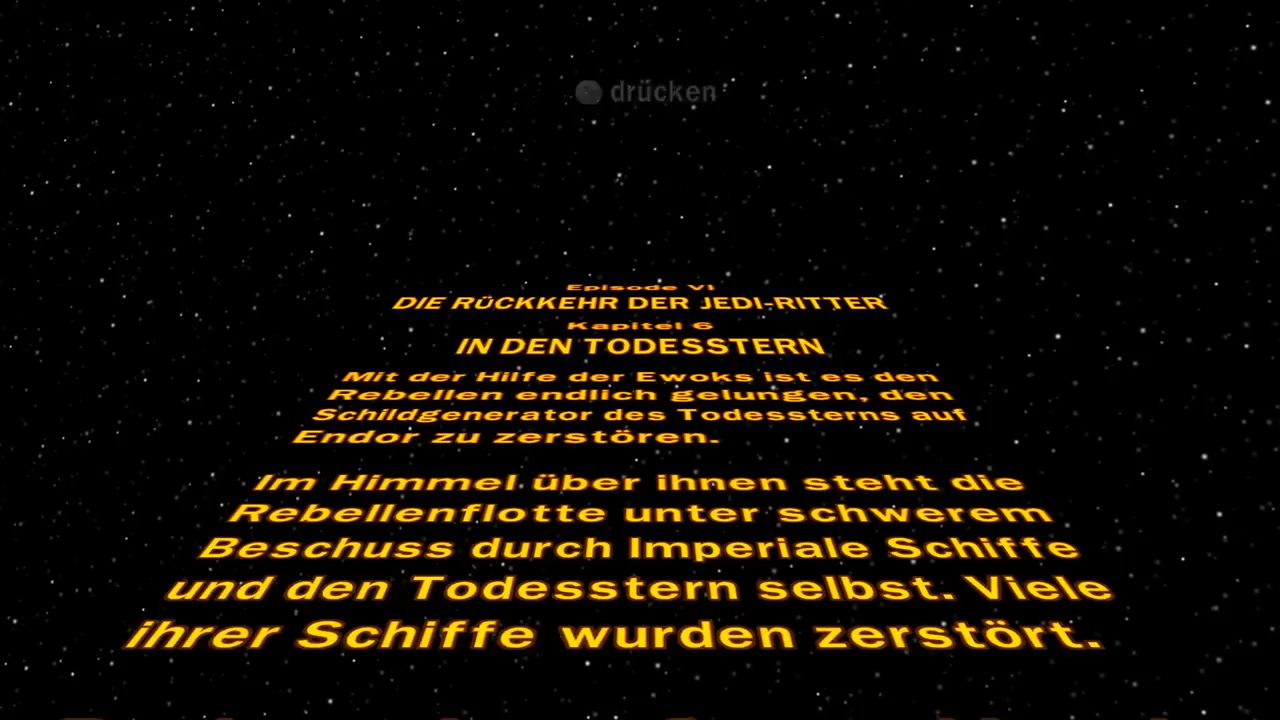 drücken
Episode VI
DIE RÜCKKEHR DER JEDI-RITTER
Kapitel 6
IN DEN TODESSTERN
Mit der Hilfe der Ewoks ist es den
Rebellen endlich gelungen, den
Schildgenerator des Todessterns auf
Endor zu zerstören.
Im Himmel über ihnen steht die
Rebellenflotte unter schwerem
Beschuss durch Imperiale Schiffe
und den Todesstern selbst. Viele
ihrer Schiffe wurden zerstört.